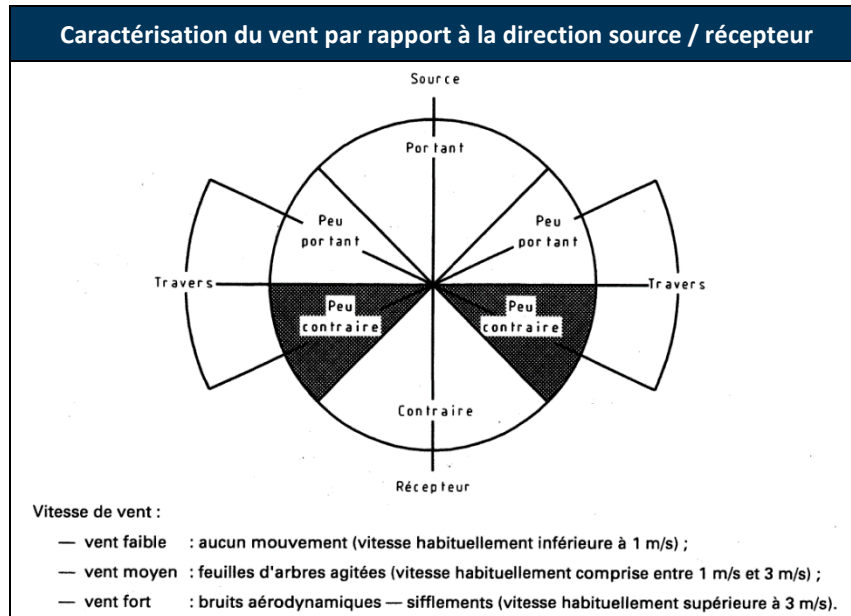 Caractérisation du vent par rapport à la direction source / récepteur
Source
Portant
Peu
portant
Peu
portant
Travers
Travers
Peu
contraire
Peu
contraire
Contraire
Récepteur
Vitesse de vent :
— vent faible : aucun mouvement (vitesse habituellement inférieure à 1 m/s) ;
— vent moyen : feuilles d'arbres agitées (vitesse habituellement comprise entre 1 m/s et 3 m/s) ;
— vent fort : bruits aérodynamiques — sifflements (vitesse habituellement supérieure à 3 m/s).